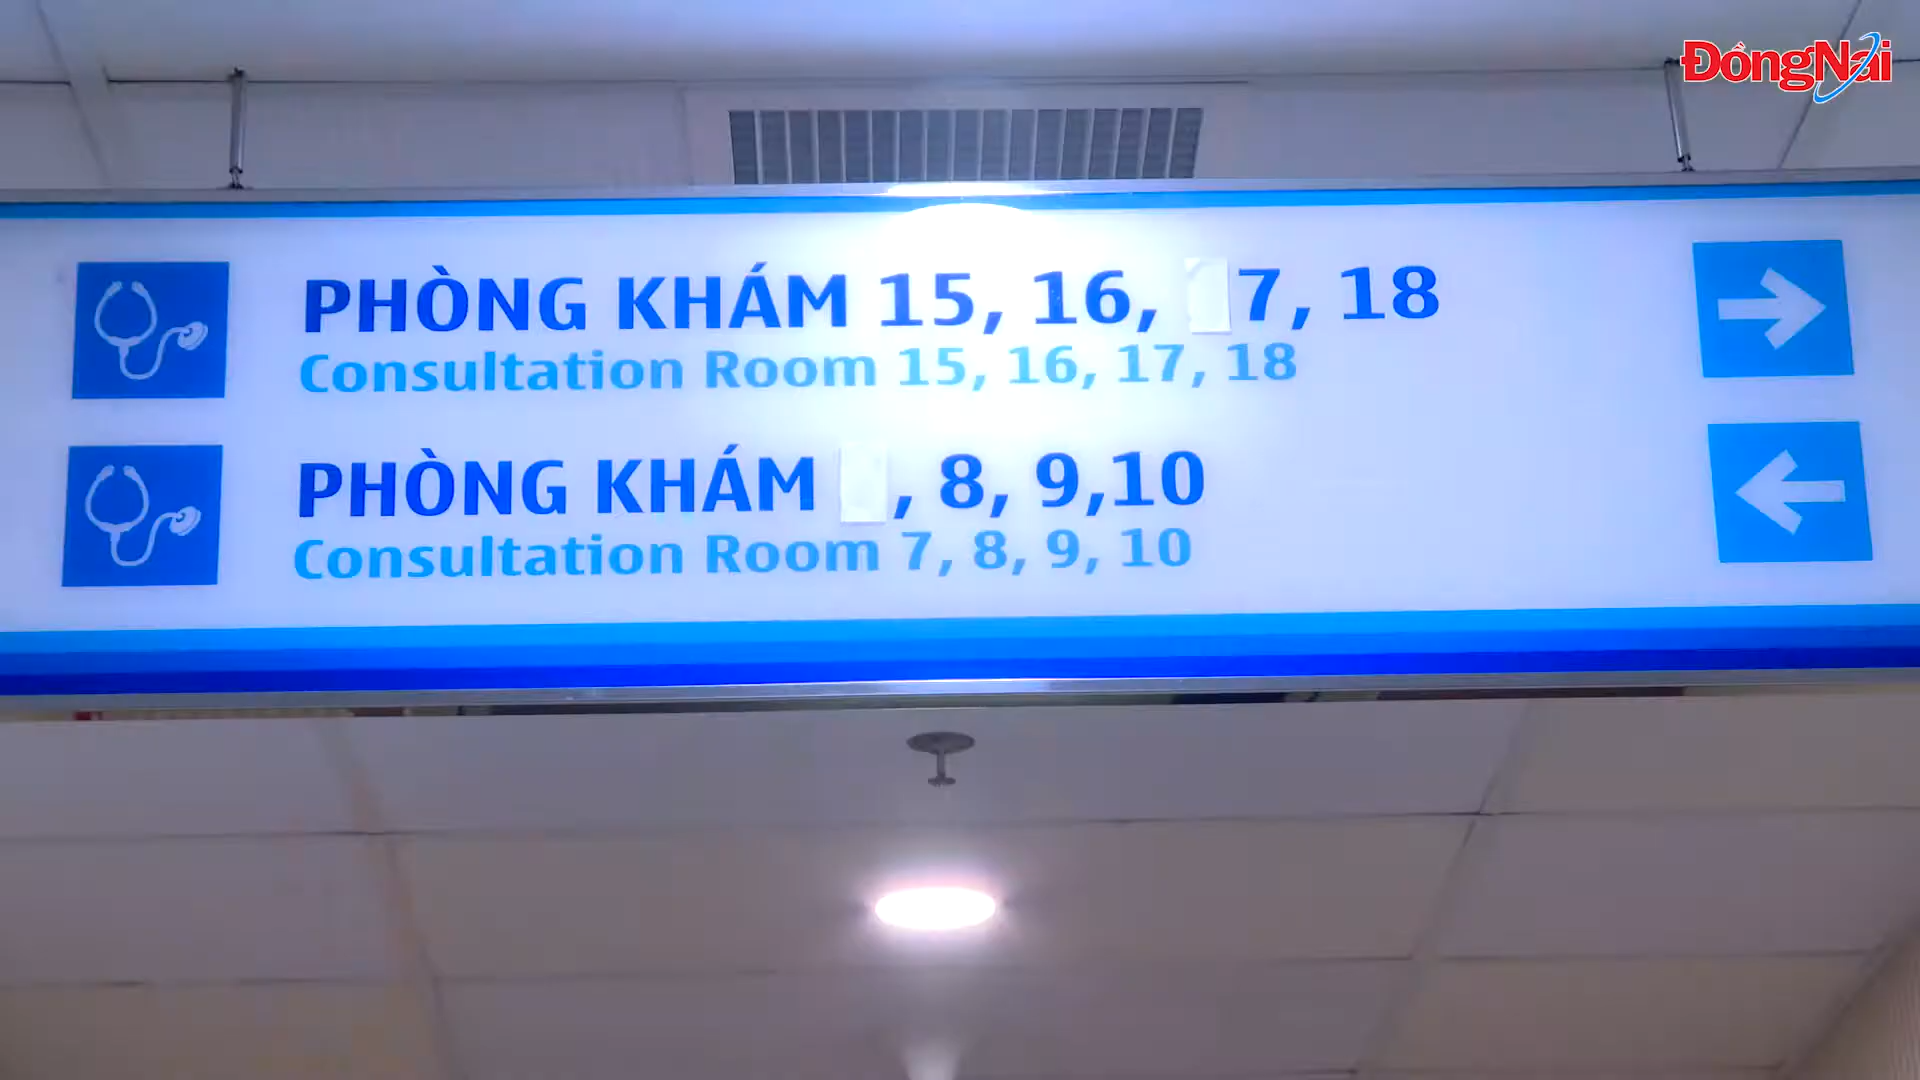 ĐồngNai
PHÒNG KHÁM 15, 16, 7, 18
Consultation Room 15, 16, 17, 18
PHÒNG KHÁM , 8, 9,10
Consultation Room 7, 8, 9, 10